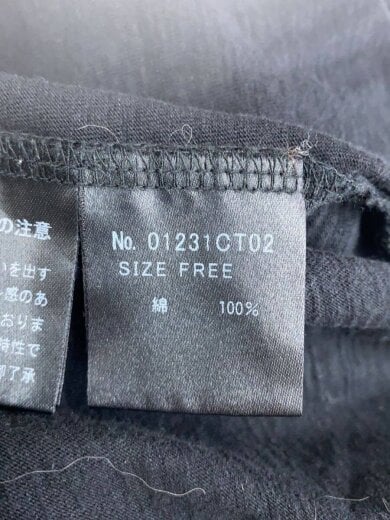 の注意
を出す
感のあ
おりま
特性で
了承
No. 01231CT02
SIZE FREE
綿 100%